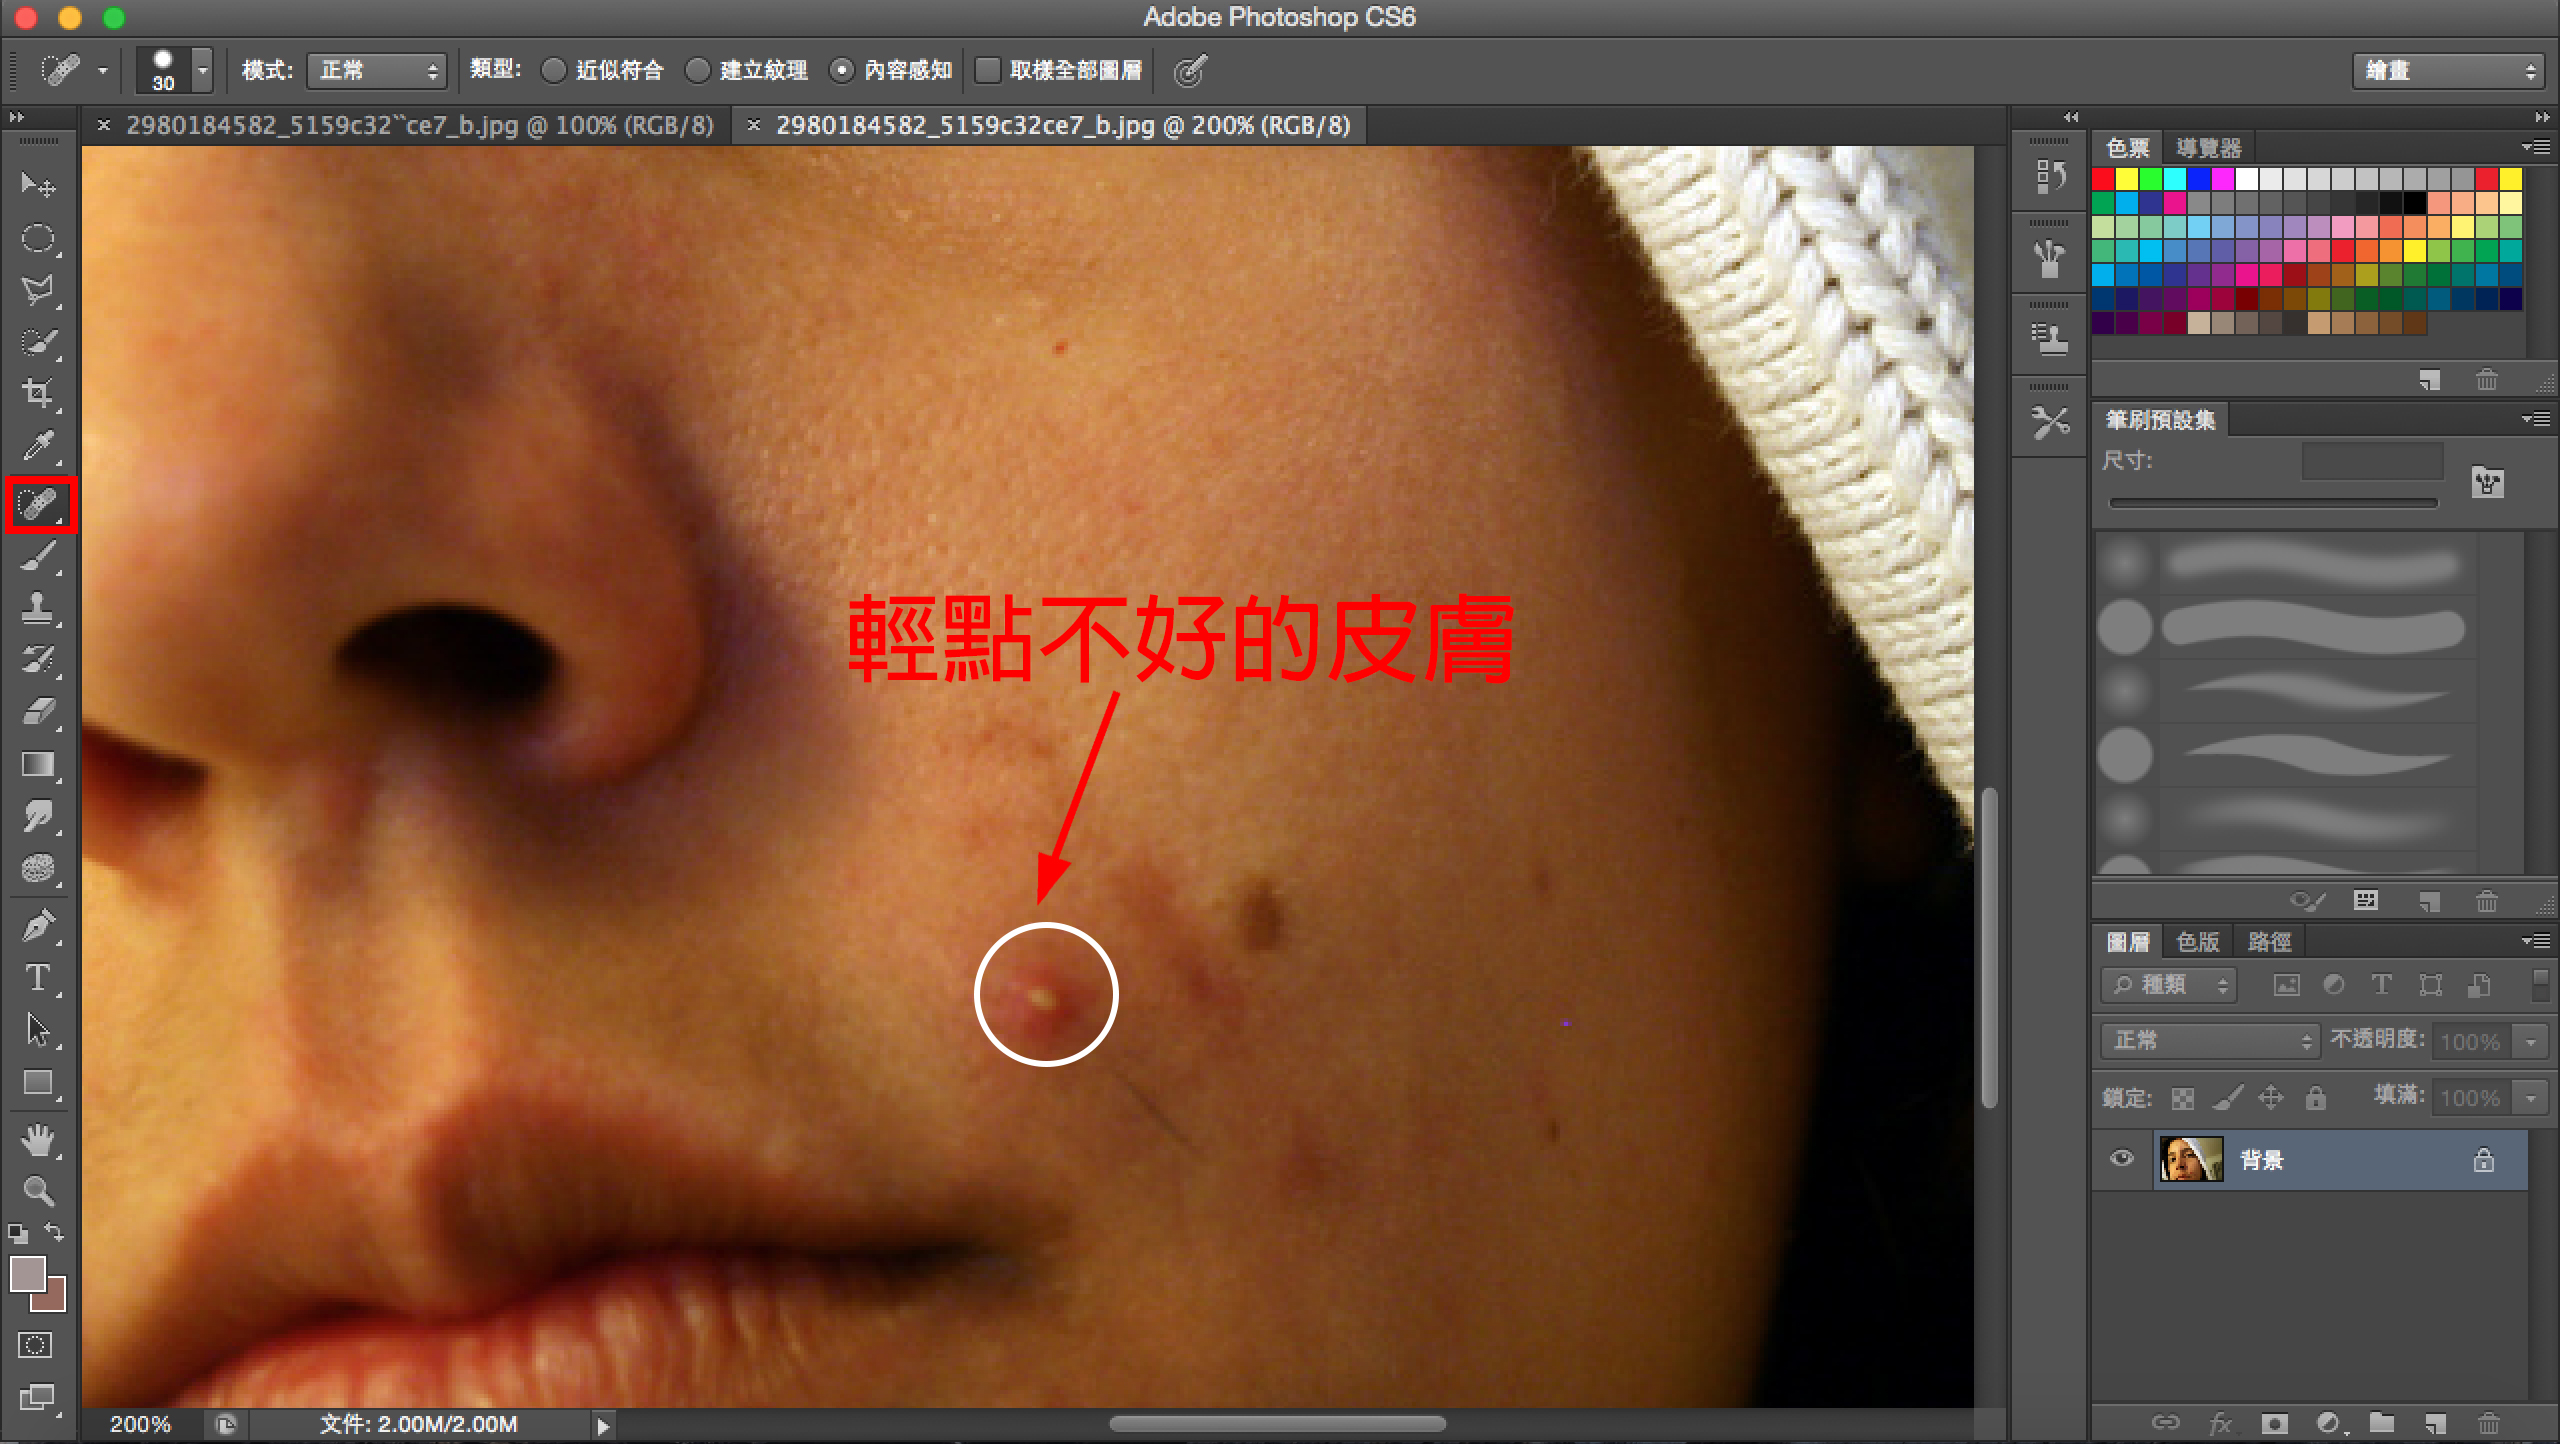 Adobe Photoshop CS6
30 模式: 正常 類型: 近似符合 建立紋理 內容感知 取樣全部圖層 繪畫
× 2980184582_5159c32``ce7_b.jpg @ 100% (RGB/8) × 2980184582_5159c32ce7_b.jpg @ 200% (RGB/8)
色票 導覽器
筆刷預設集
尺寸:
輕點不好的皮膚
圖層 色版 路徑
種類
正常 不透明度: 100%
鎖定: 填滿: 100%
背景
200% 文件: 2.00M/2.00M